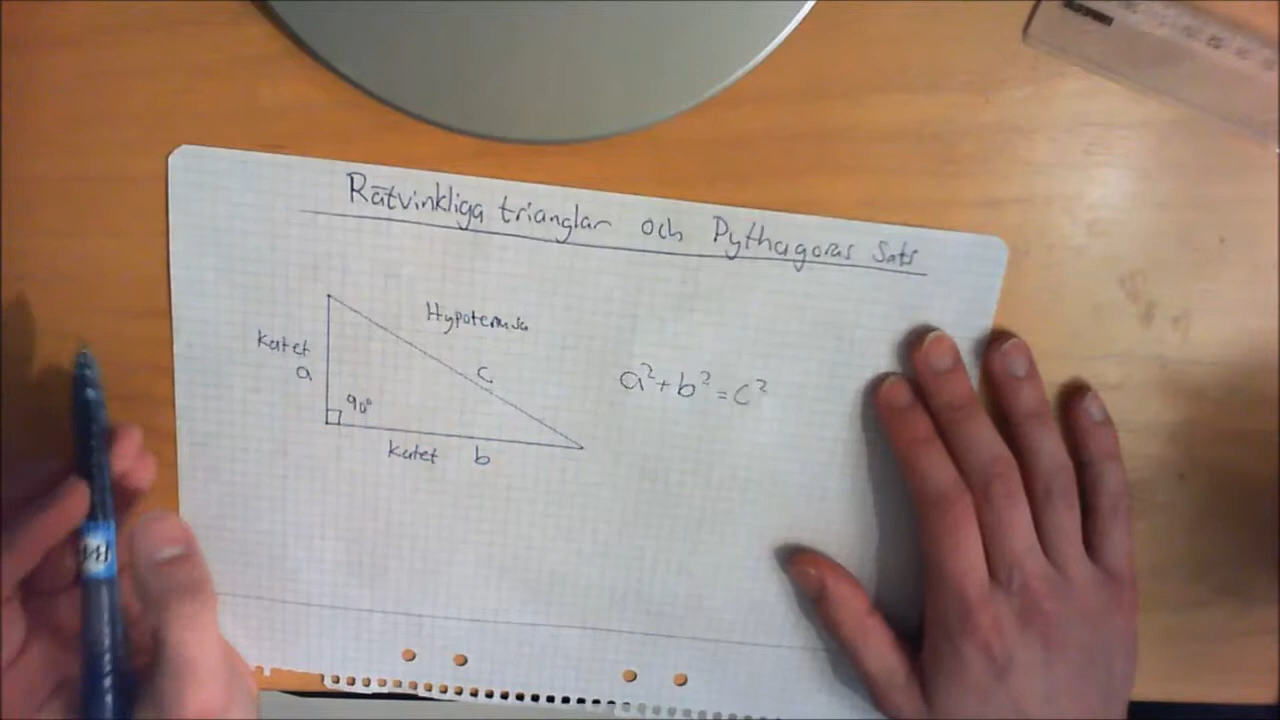 Rätvinkliga trianglar och Pythagoras Sats
Hypotenusa
Katet
a
c
90°
Katet b
a²+b²=c²